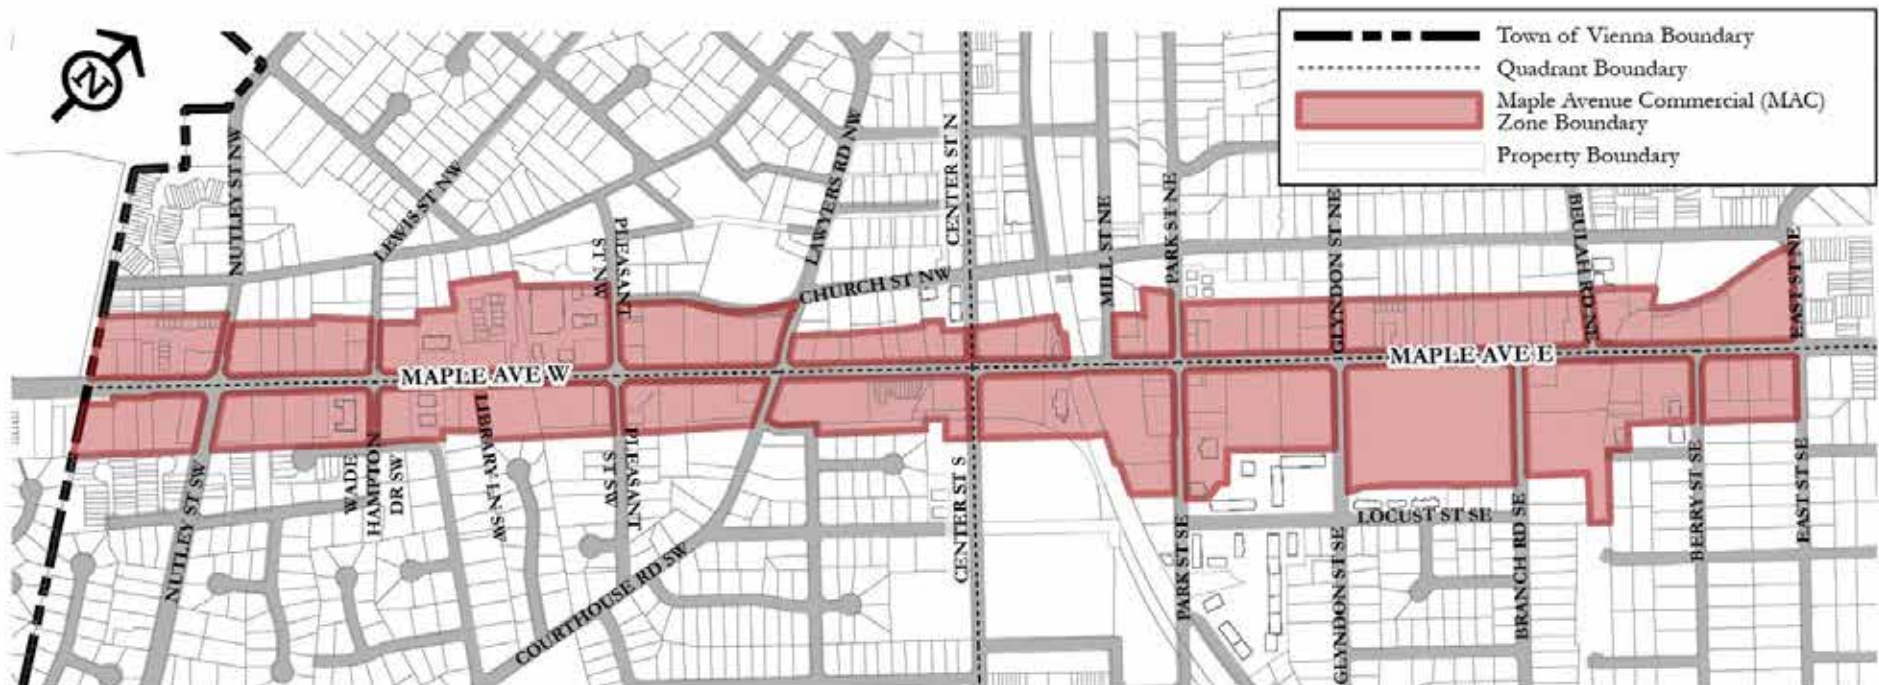 N
Town of Vienna Boundary
Quadrant Boundary
Maple Avenue Commercial (MAC)
Zone Boundary
Property Boundary
NUTLEY ST NW
LEWIS ST NW
PLEASANT
ST NW
LAWYERS RD NW
CENTER ST N
CHURCH ST NW
MILL ST NE
PARK ST NE
GLYNDON ST NE
BEULAH RD NE
EAST ST NE
MAPLE AVE W
MAPLE AVE E
NUTLEY ST SW
WADE
HAMPTON
DR SW
LIBRARY LN SW
PLEASANT
ST SW
COURTHOUSE RD SW
CENTER ST S
PARK ST SE
GLYNDON ST SE
LOCUST ST SE
BRANCH RD SE
BERRY ST SE
EAST ST SE